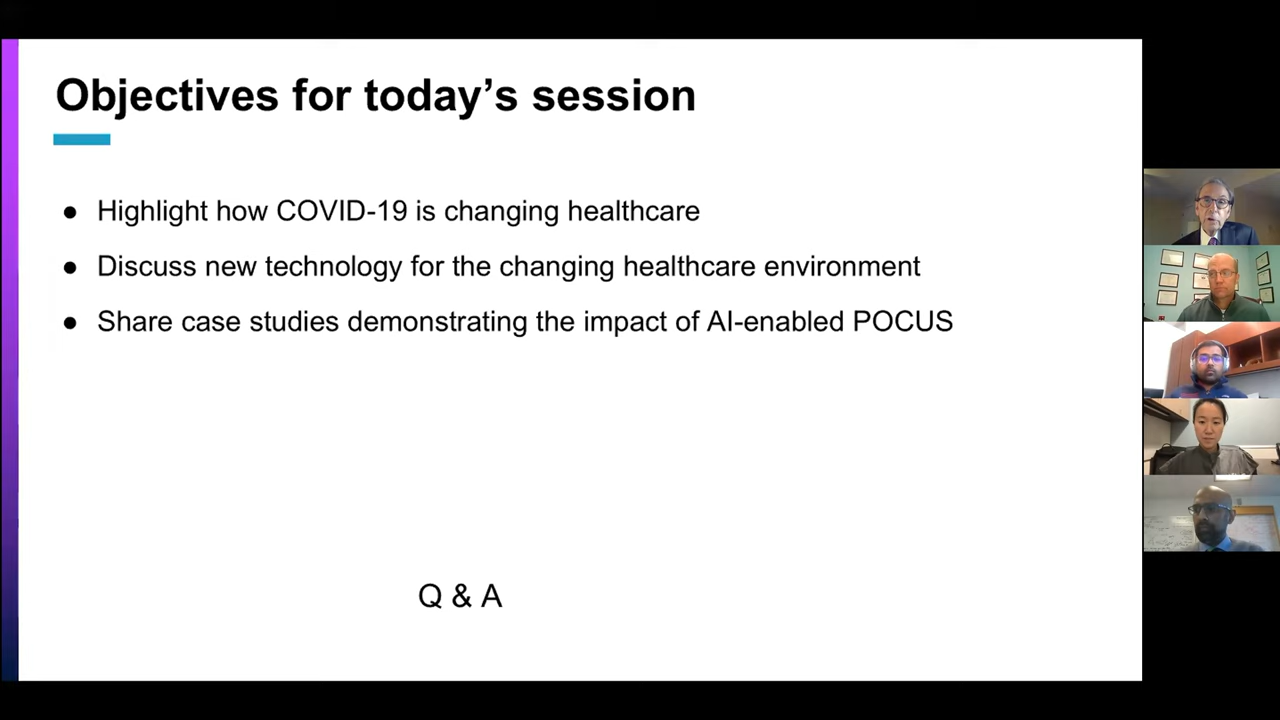 Objectives for today’s session
● Highlight how COVID-19 is changing healthcare
● Discuss new technology for the changing healthcare environment
● Share case studies demonstrating the impact of AI-enabled POCUS
Q & A